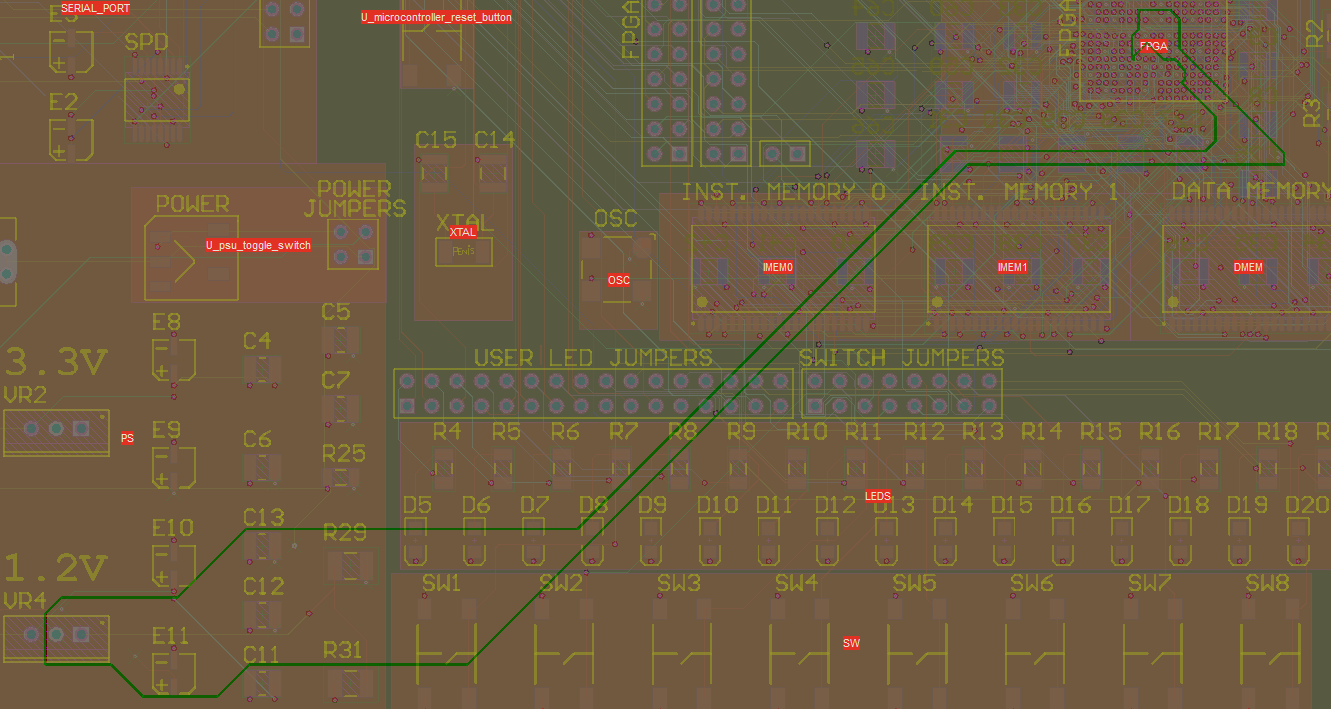 SERIAL_PORT
U_microcontroller_reset_button
SPD
E2
FPGA
FPGA
R2
R3
C15 C14
POWER
POWER JUMPERS
U_psu_toggle_switch
XTAL
XTAL
OSC
OSC
INST. MEMORY 0
INST. MEMORY 1
DATA MEMORY
IMEM0
IMEM1
DMEM
E8
C4
C5
C7
3.3V
VR2
PS
E9
C6
R25
USER LED JUMPERS
SWITCH JUMPERS
R4 R5 R6 R7 R8 R9 R10 R11 R12 R13 R14 R15 R16 R17 R18 R
LEDS
D5 D6 D7 D8 D9 D10 D11 D12 D13 D14 D15 D16 D17 D18 D19 D20
E10
C13
R29
1.2V
VR4
C12
E11
C11
R31
SW1 SW2 SW3 SW4 SW5 SW6 SW7 SW8
SW